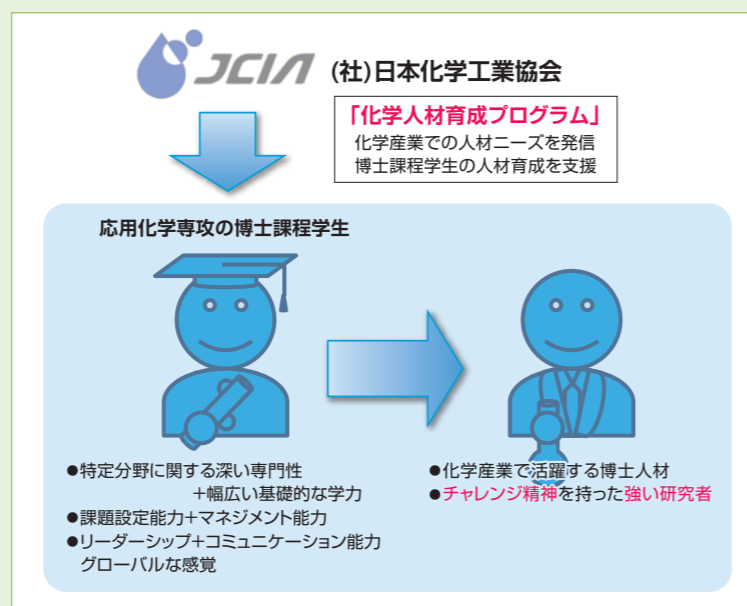 JCIA (社)日本化学工業協会
「化学人材育成プログラム」
化学産業での人材ニーズを発信
博士課程学生の人材育成を支援
応用化学専攻の博士課程学生
●特定分野に関する深い専門性
+幅広い基礎的な学力
●課題設定能力+マネジメント能力
●リーダーシップ+コミュニケーション能力
グローバルな感覚
●化学産業で活躍する博士人材
●チャレンジ精神を持った強い研究者